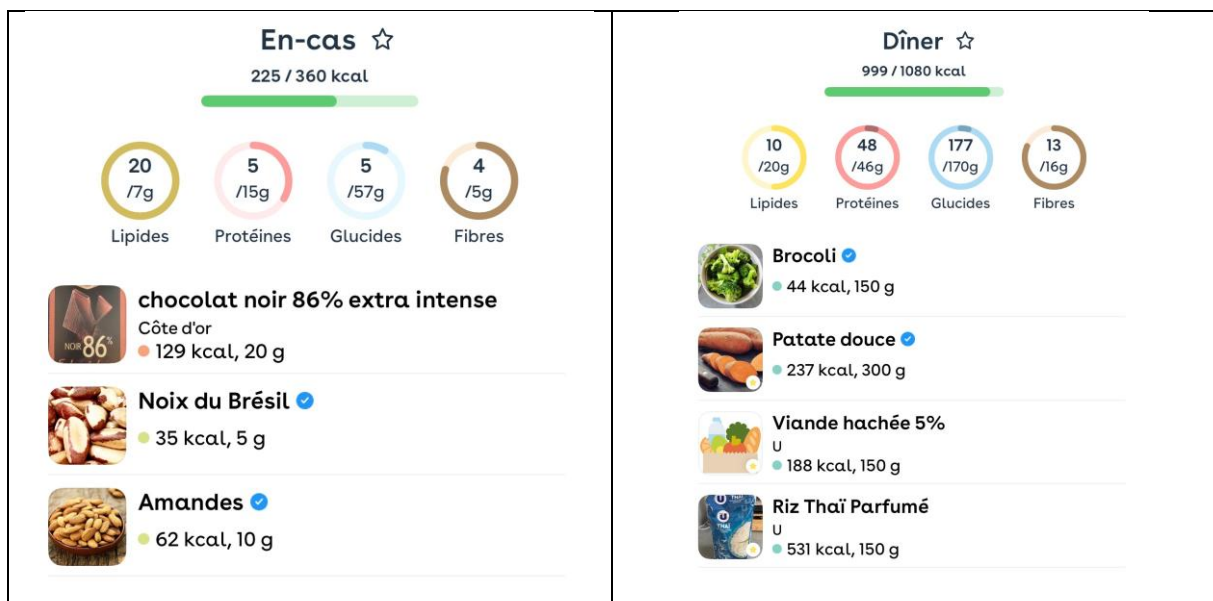 En-cas
225 / 360 kcal
20 5 5 4
/7g /15g /57g /5g
Lipides Protéines Glucides Fibres
chocolat noir 86% extra intense
Côte d'or
129 kcal, 20 g
NOIR 86%
Noix du Brésil
35 kcal, 5 g
Amandes
62 kcal, 10 g
Dîner
999 / 1080 kcal
10 48 177 13
/20g /46g /170g /16g
Lipides Protéines Glucides Fibres
Brocoli
44 kcal, 150 g
Patate douce
237 kcal, 300 g
Viande hachée 5%
U
188 kcal, 150 g
Riz Thaï Parfumé
U
531 kcal, 150 g
U
THAÏ